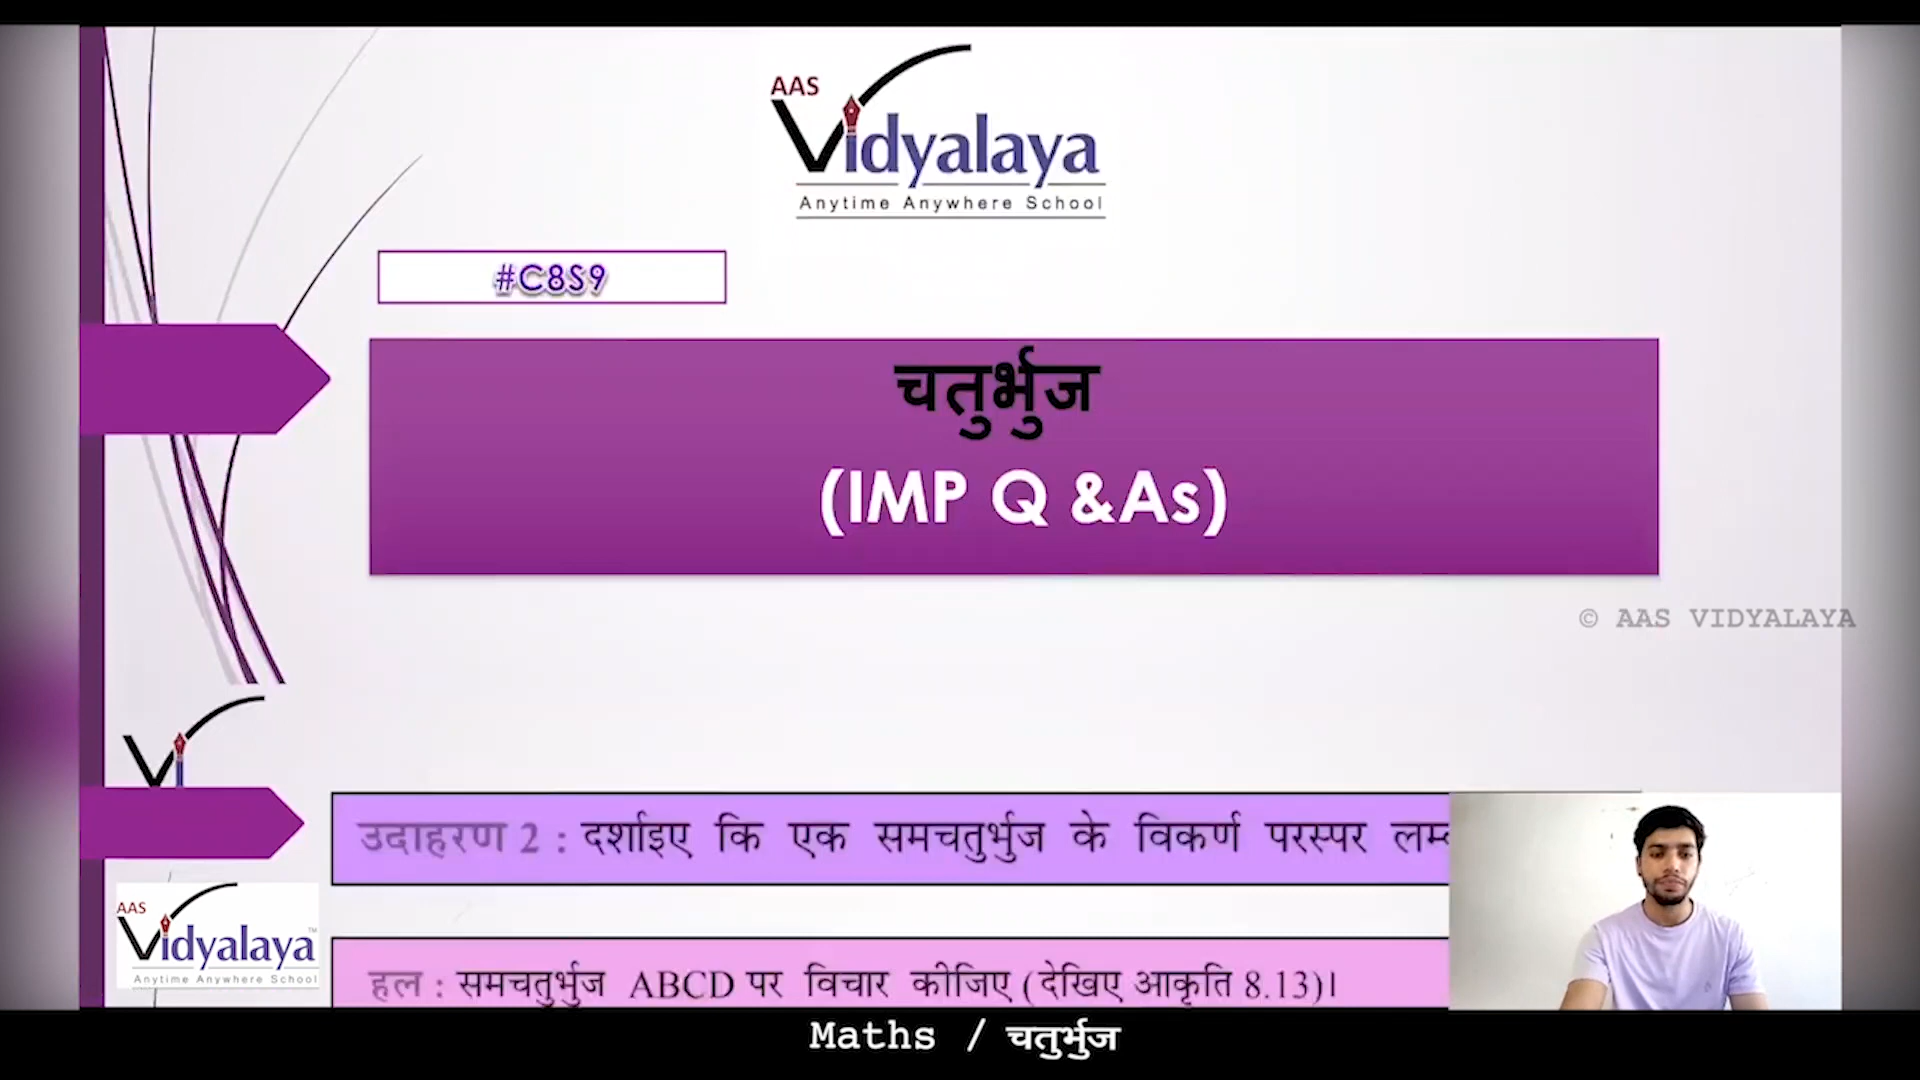 AAS
Vidyalaya
Anytime Anywhere School
#C8S9
चतुर्भुज
(IMP Q &As)
© AAS VIDYALAYA
उदाहरण 2 : दर्शाइए कि एक समचतुर्भुज के विकर्ण परस्पर
AAS
Vidyalaya
TM
Anytime Anywhere School
हल : समचतुर्भुज ABCD पर विचार कीजिए (देखिए आकृति 8.13)।
Maths / चतुर्भुज